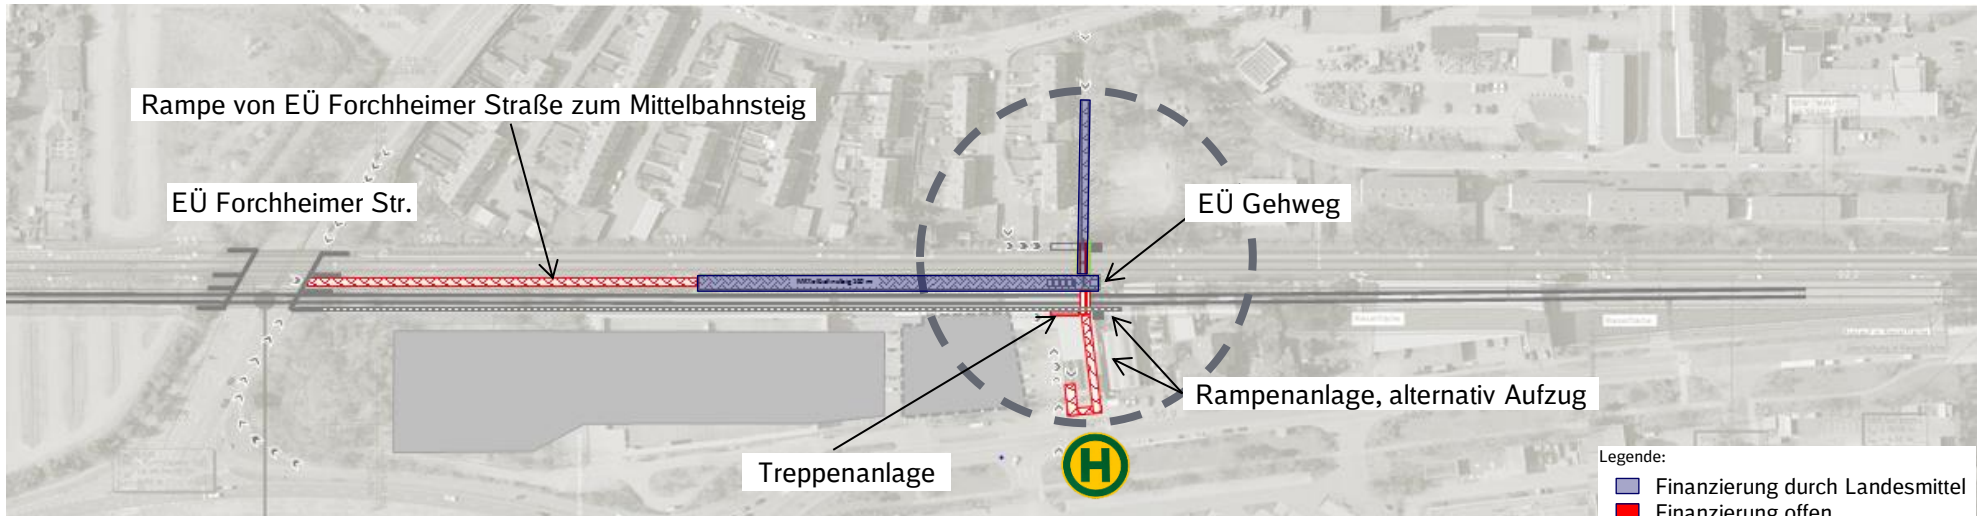 Rampe von EÜ Forchheimer Straße zum Mittelbahnsteig
EÜ Forchheimer Str.
EÜ Gehweg
Rampenanlage, alternativ Aufzug
Treppenanlage
H
Legende:
Finanzierung durch Landesmittel
Finanzierung offen